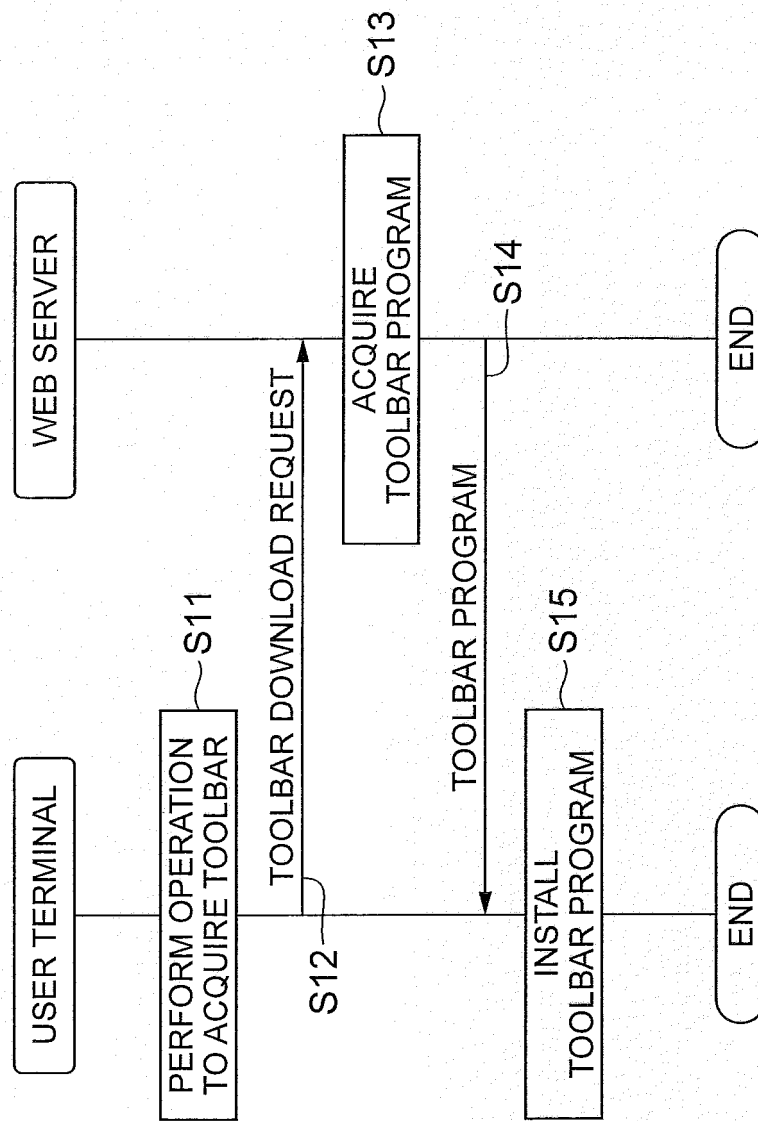 USER TERMINAL
WEB SERVER
PERFORM OPERATION
TO ACQUIRE TOOLBAR
S11
TOOLBAR DOWNLOAD REQUEST
S12
ACQUIRE
TOOLBAR PROGRAM
S13
TOOLBAR PROGRAM
S14
INSTALL
TOOLBAR PROGRAM
S15
END
END